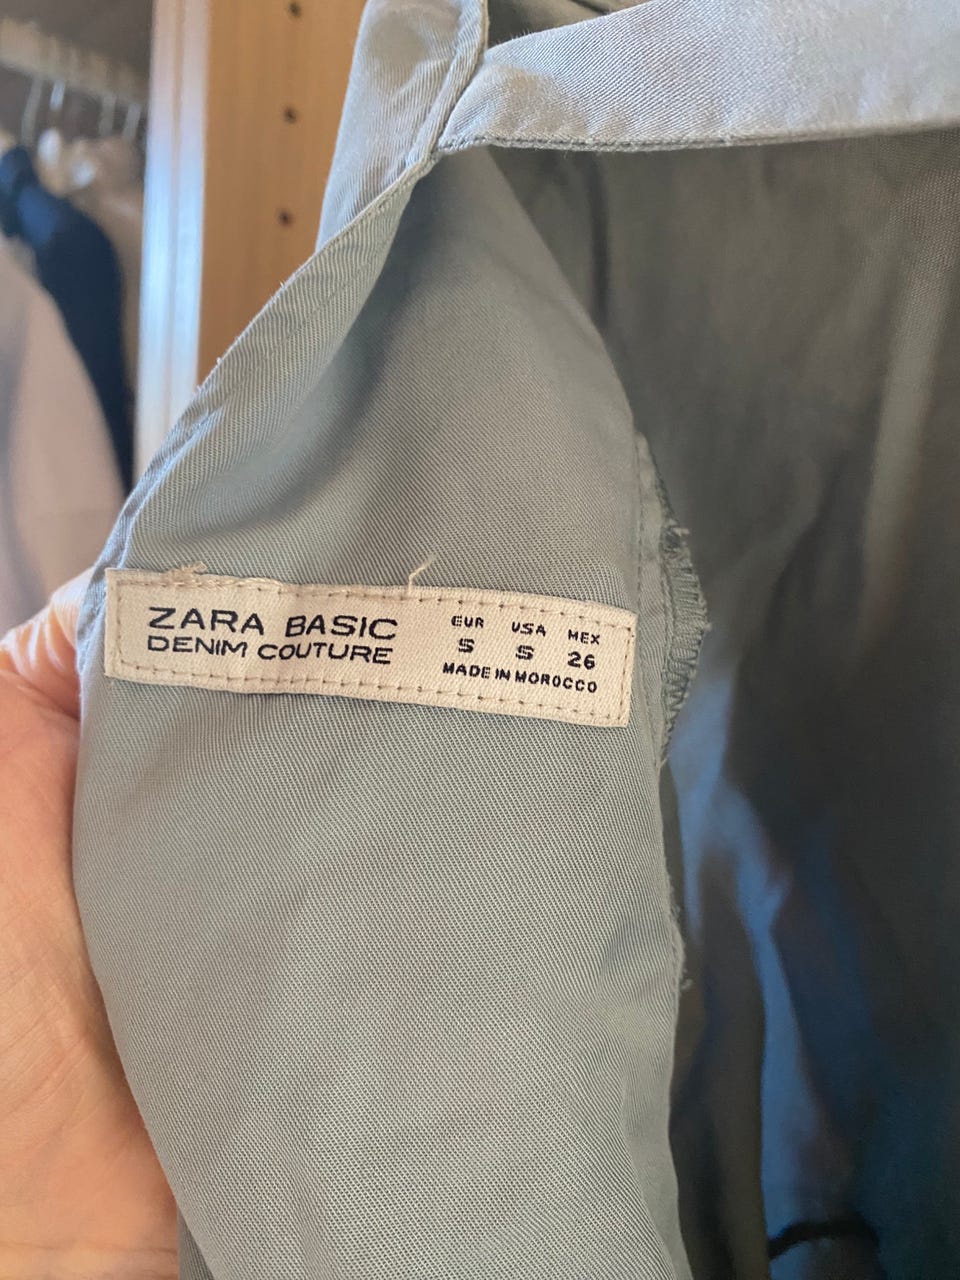 ZARA BASIC
DENIM COUTURE
EUR USA MEX
S S 26
MADE IN MOROCCO